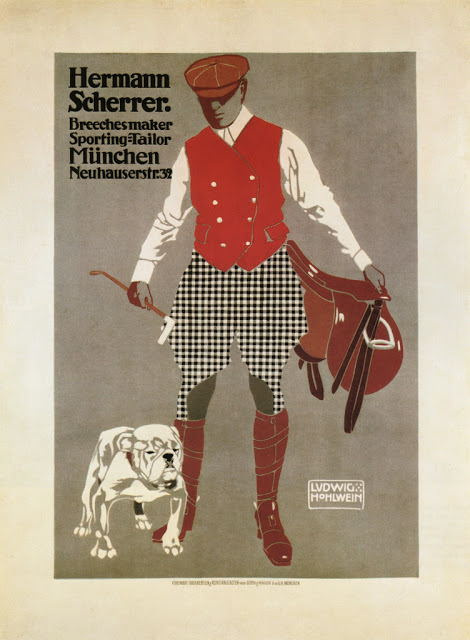 Hermann
Scherrer.
Breechesmaker
Sporting=Tailor
München
Neuhauserstr:32
LUDWIG
HOHLWEIN